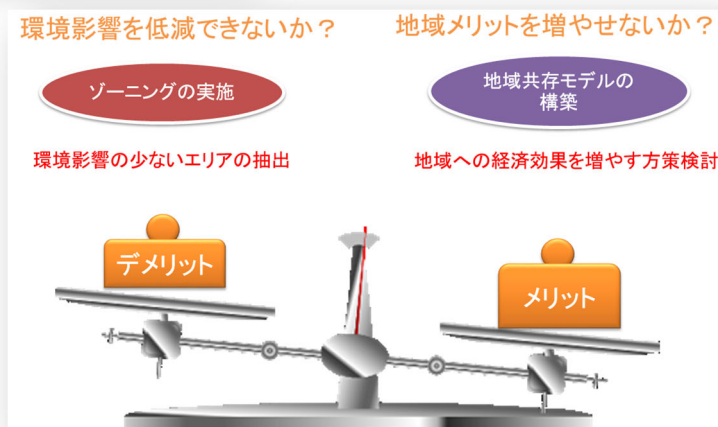 環境影響を低減できないか？
地域メリットを増やせないか？
ゾーニングの実施
地域共存モデルの
構築
環境影響の少ないエリアの抽出
地域への経済効果を増やす方策検討
デメリット
メリット